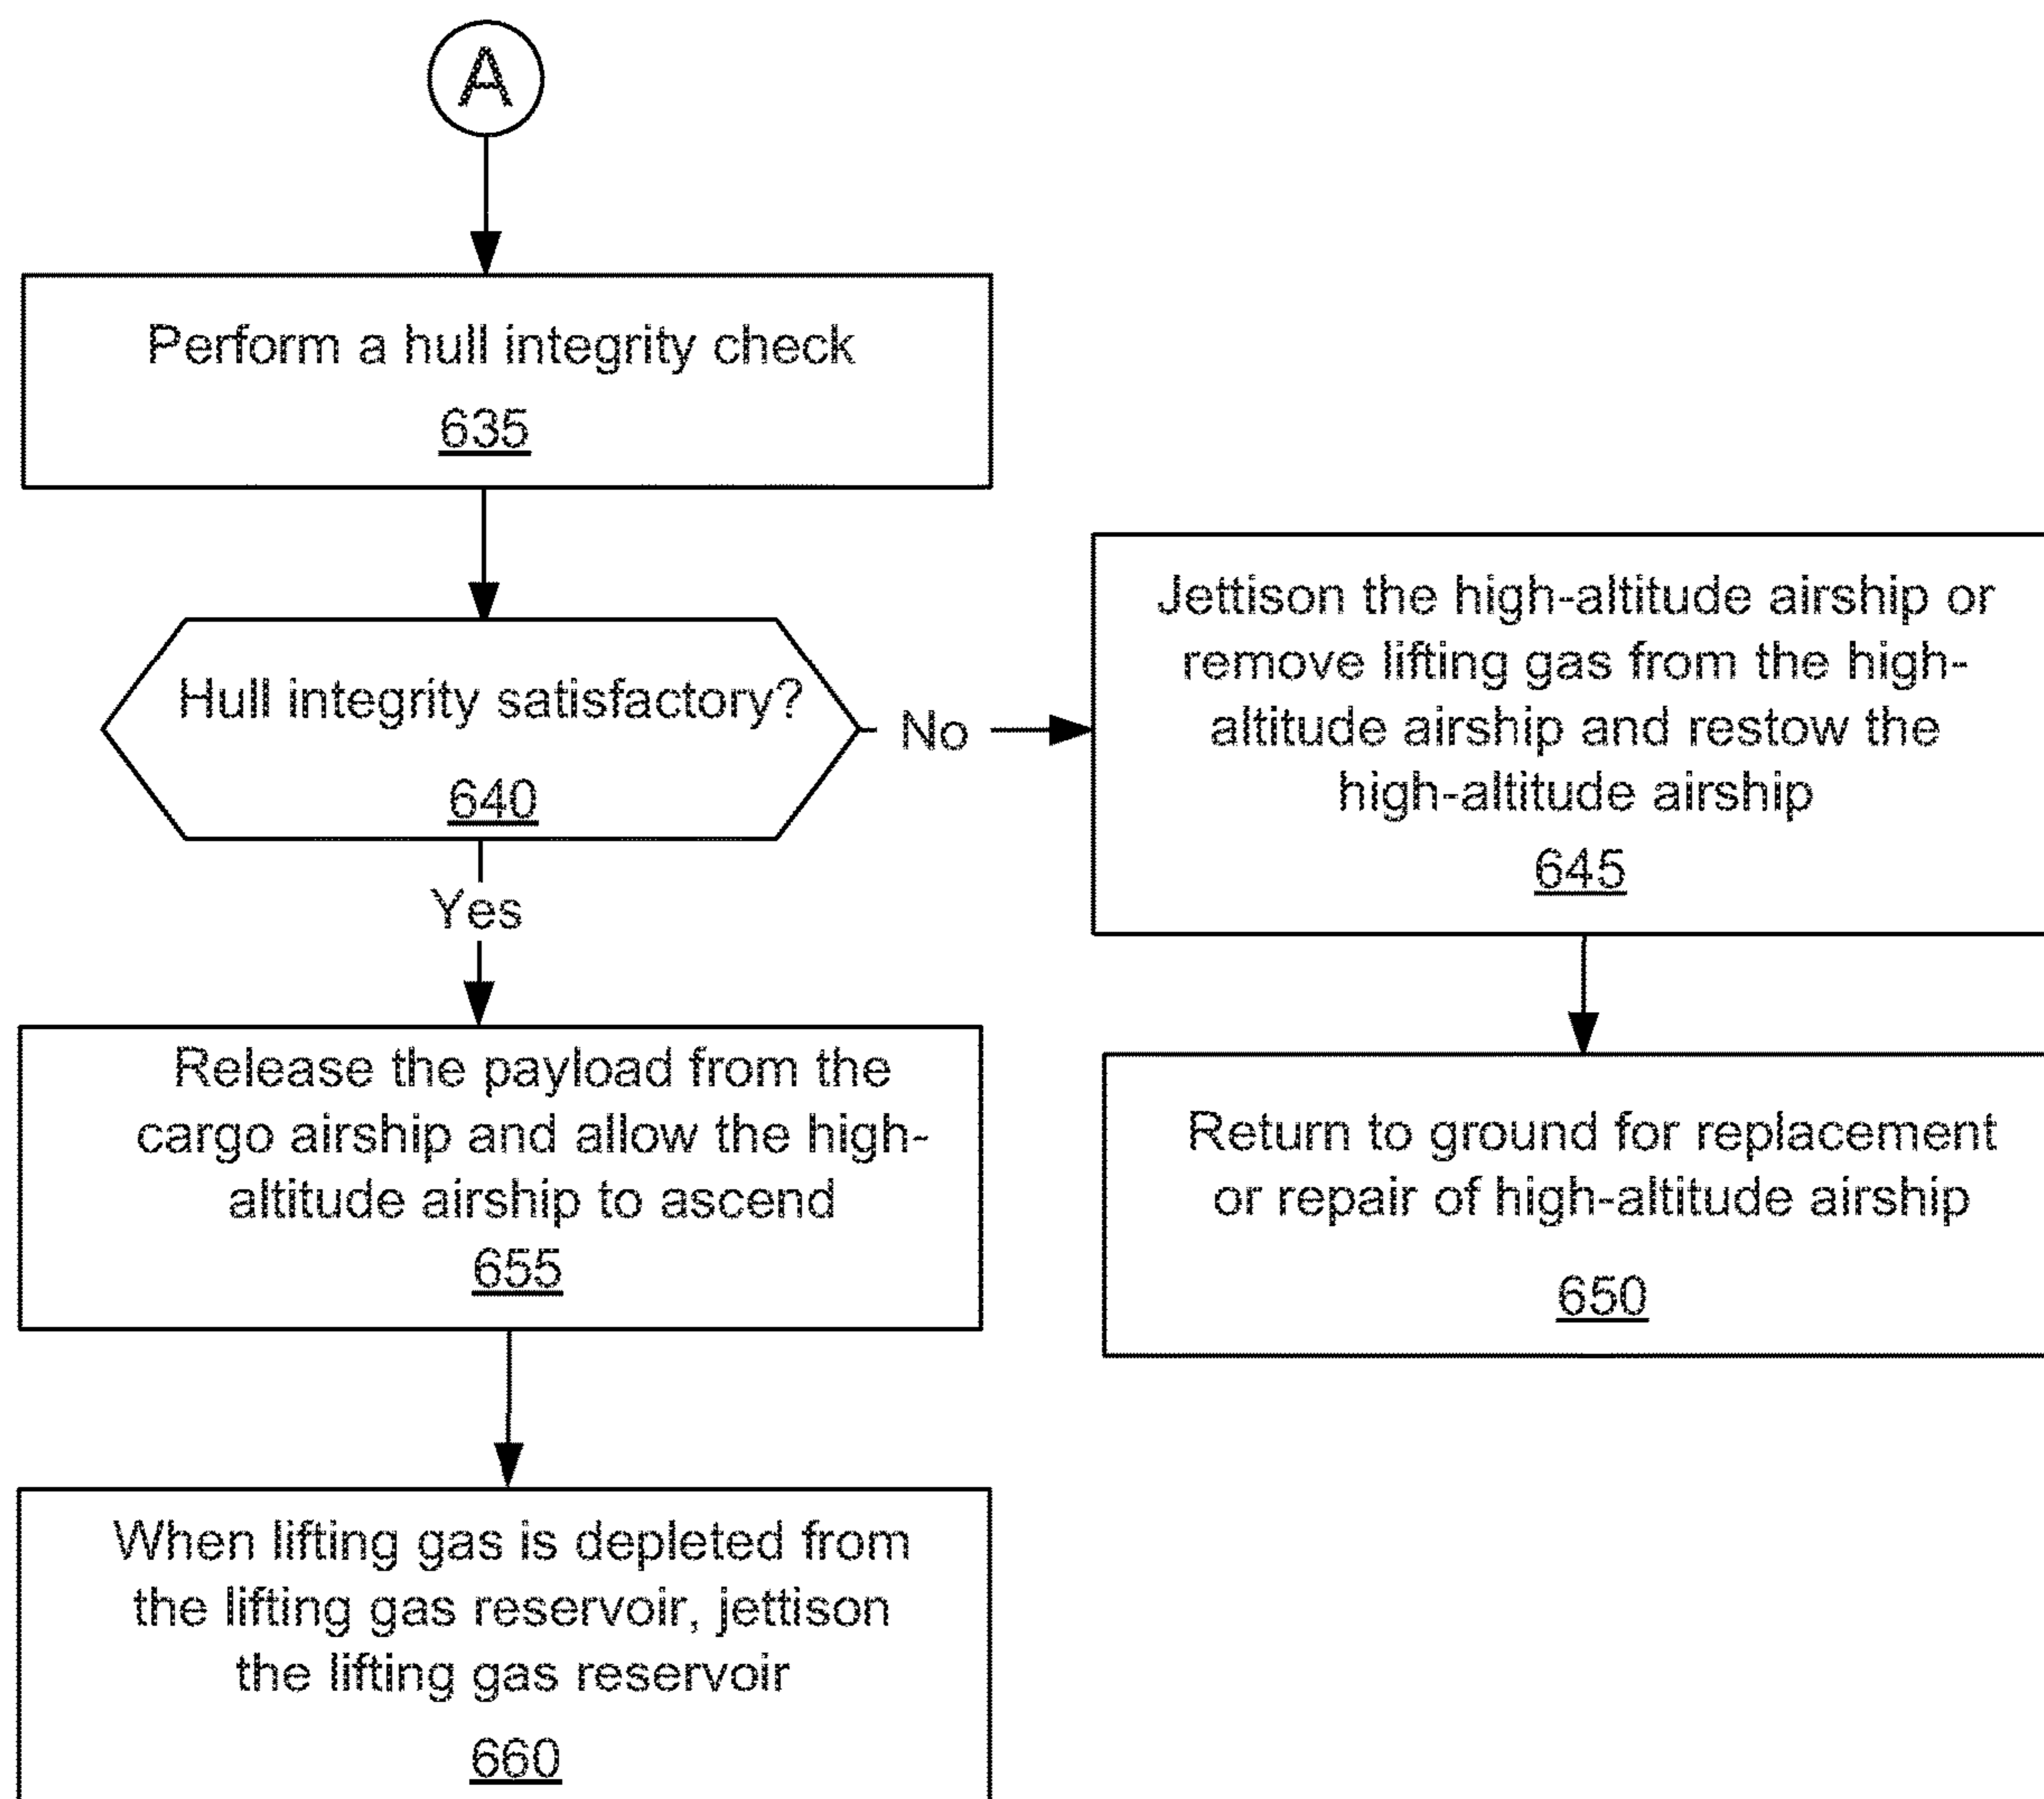 A
Perform a hull integrity check
635
Hull integrity satisfactory?
640
No
Jettison the high-altitude airship or
remove lifting gas from the high-
altitude airship and restow the
high-altitude airship
645
Yes
Release the payload from the
cargo airship and allow the high-
altitude airship to ascend
655
Return to ground for replacement
or repair of high-altitude airship
650
When lifting gas is depleted from
the lifting gas reservoir, jettison
the lifting gas reservoir
660